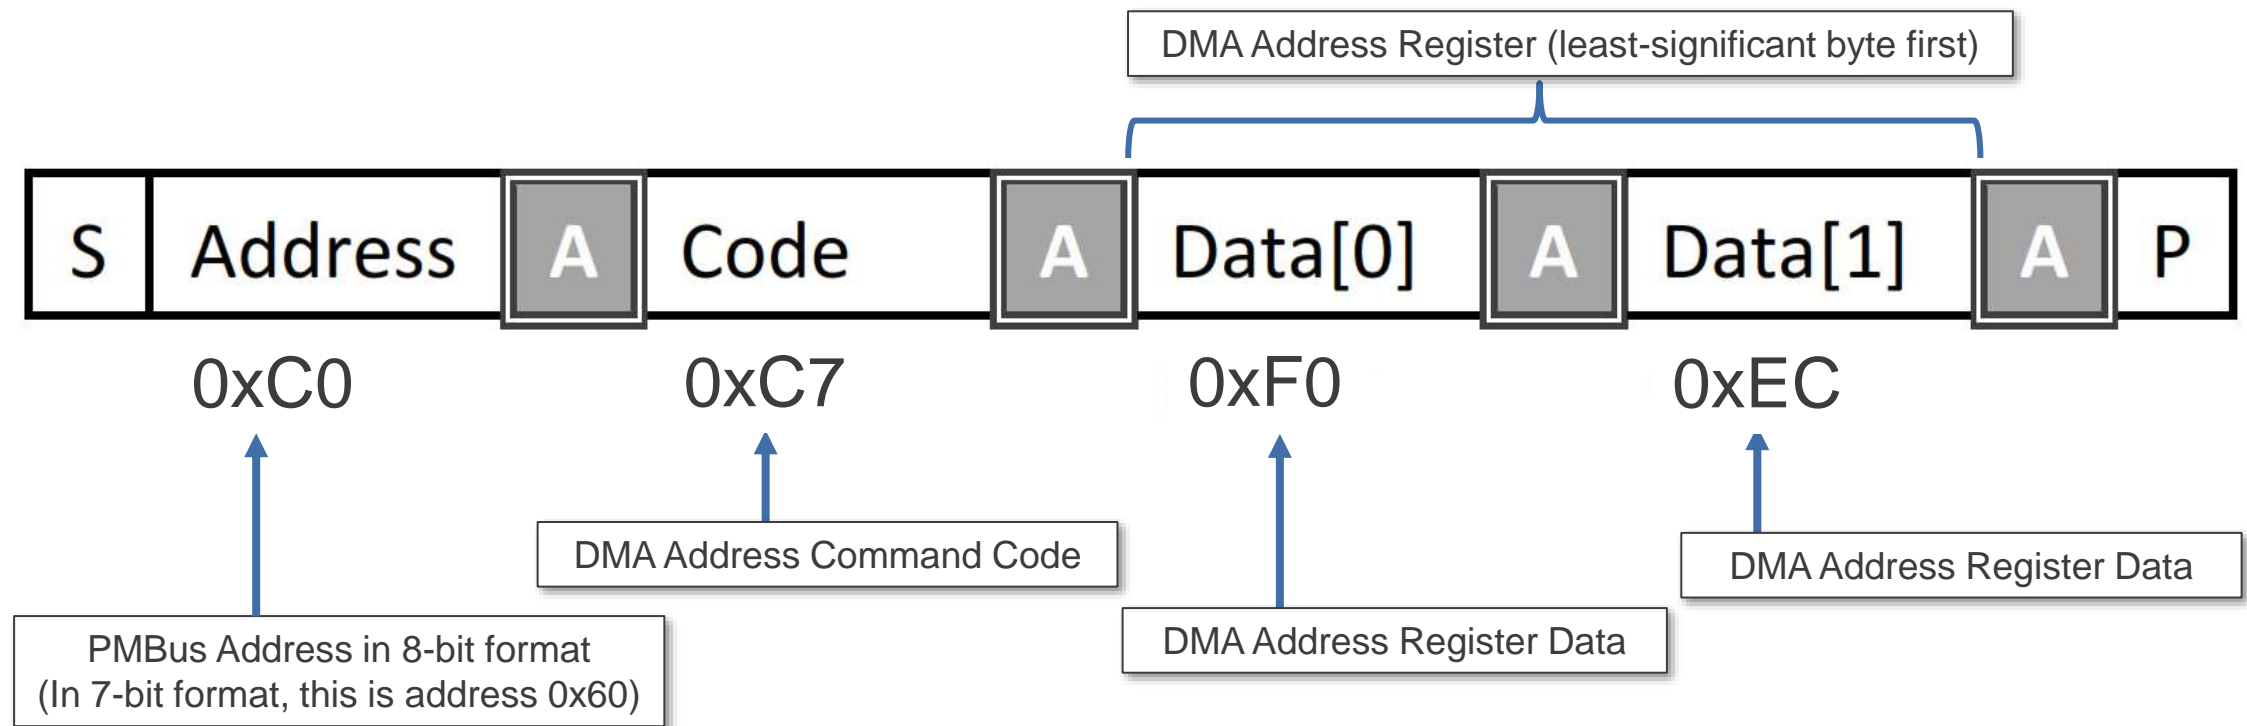 DMA Address Register (least-significant byte first)
S Address A Code A Data[0] A Data[1] A P
0xC0 0xC7 0xF0 0xEC
DMA Address Command Code
DMA Address Register Data
PMBus Address in 8-bit format
(In 7-bit format, this is address 0x60)
DMA Address Register Data